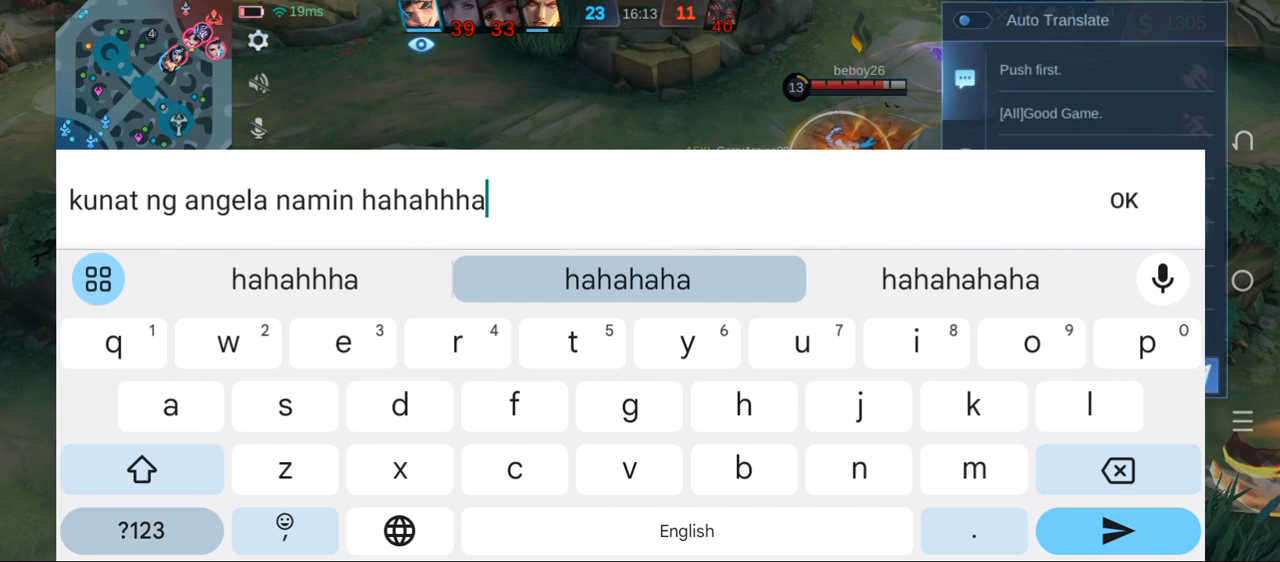 19ms
39 33
23 16:13 11
40
Auto Translate
1305
4
beboy26
13
Push first.
[All]Good Game.
kunat ng angela namin hahahhha
OK
hahahhha hahahaha hahahahaha
q 1 w 2 e 3 r 4 t 5 y 6 u 7 i 8 o 9 p 0
a s d f g h j k l
z x c v b n m
?123 , English .